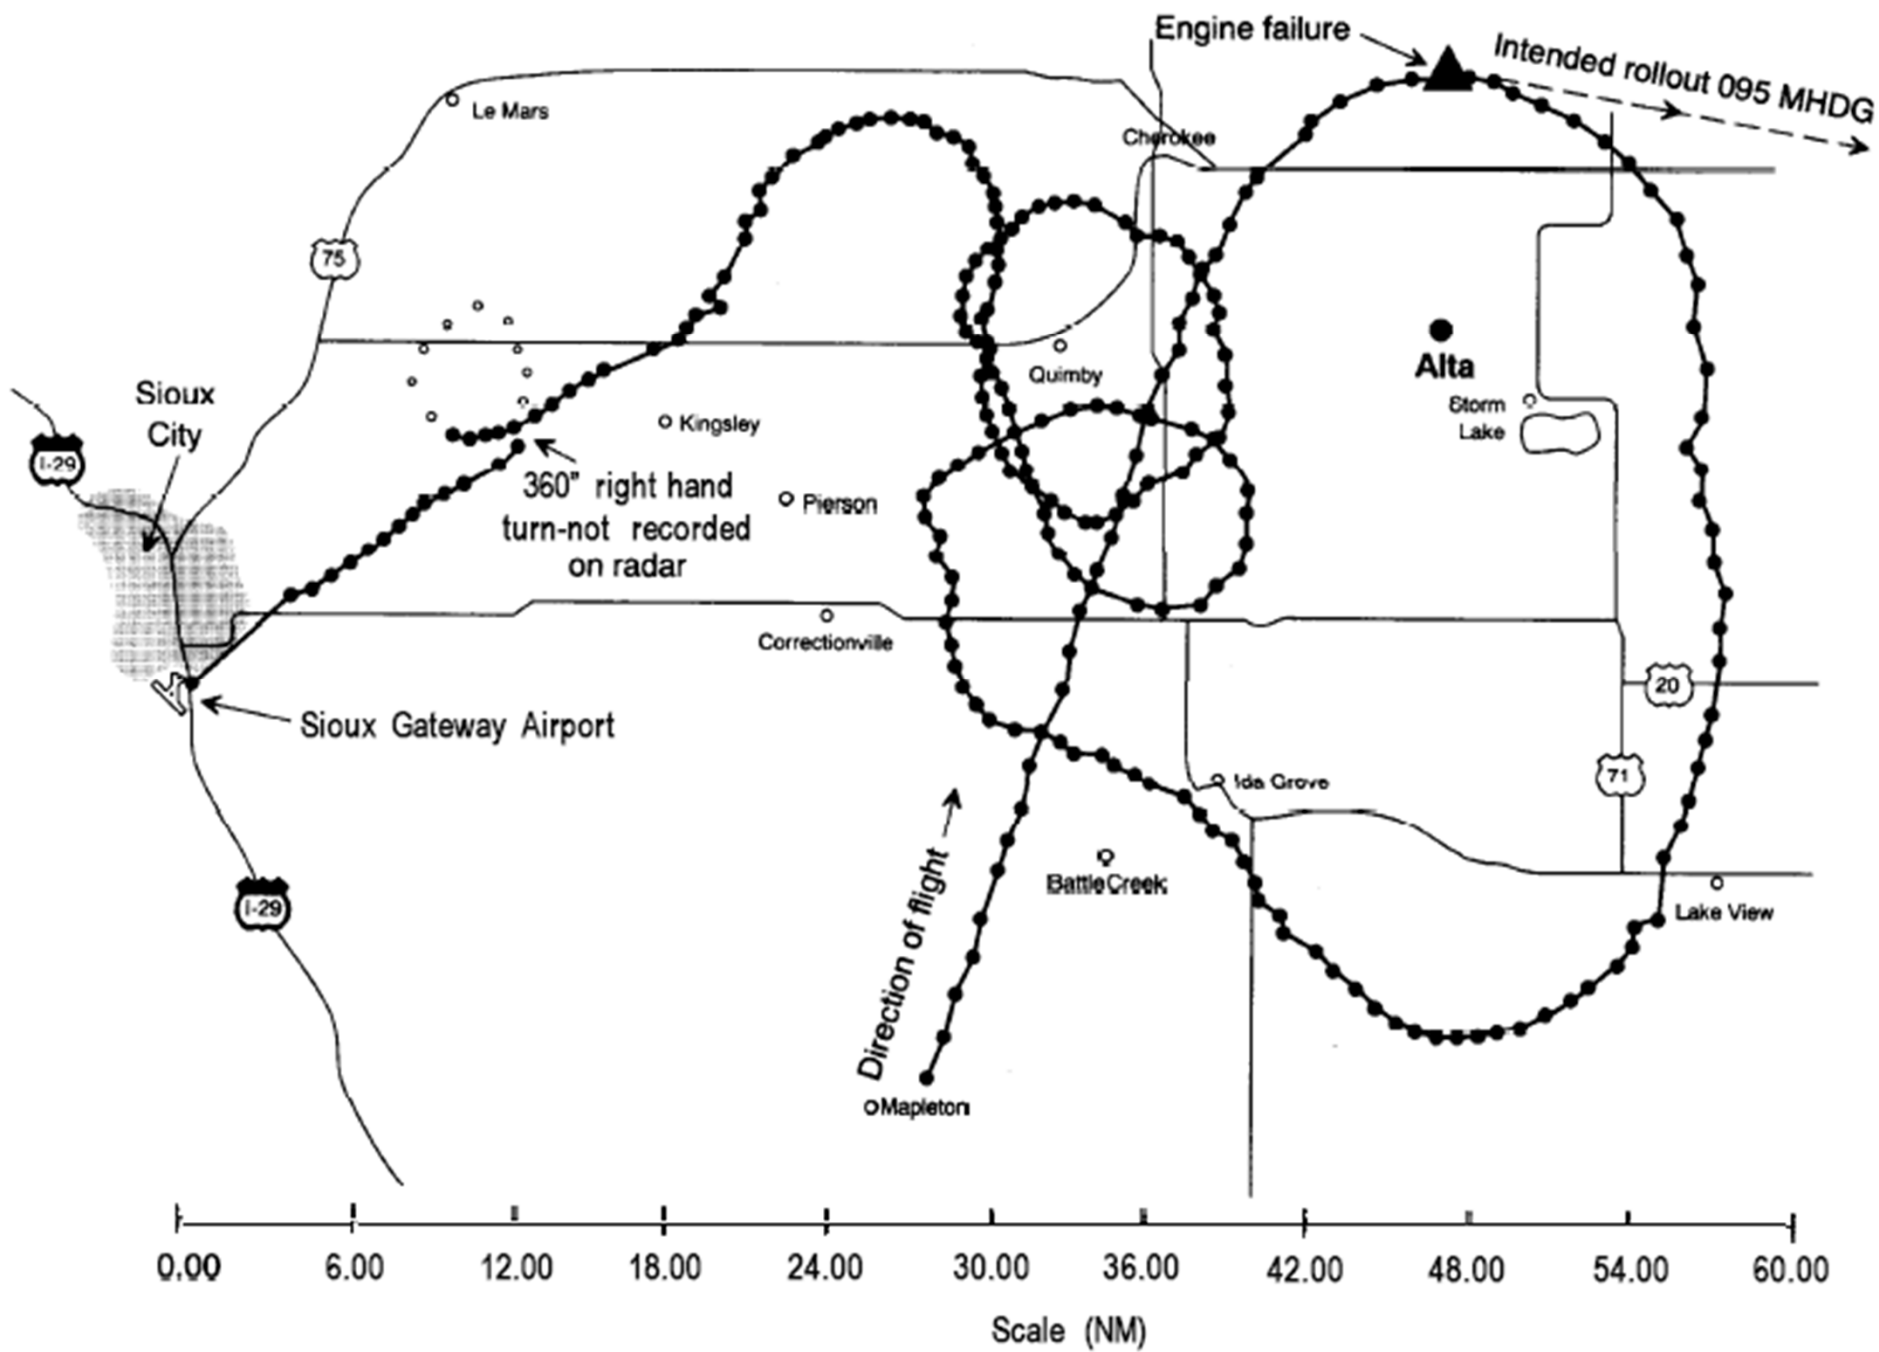 Engine failure
Intended rollout 095 MHDG
Le Mars
Cherokee
75
Quimby
Alta
Sioux
City
Storm
Lake
Kingsley
I-29
360" right hand
turn-not recorded
on radar
Pierson
Correctionville
20
Sioux Gateway Airport
71
Ida Grove
Direction of flight
Battle Creek
I-29
Lake View
Mapleton
0.00 6.00 12.00 18.00 24.00 30.00 36.00 42.00 48.00 54.00 60.00
Scale (NM)